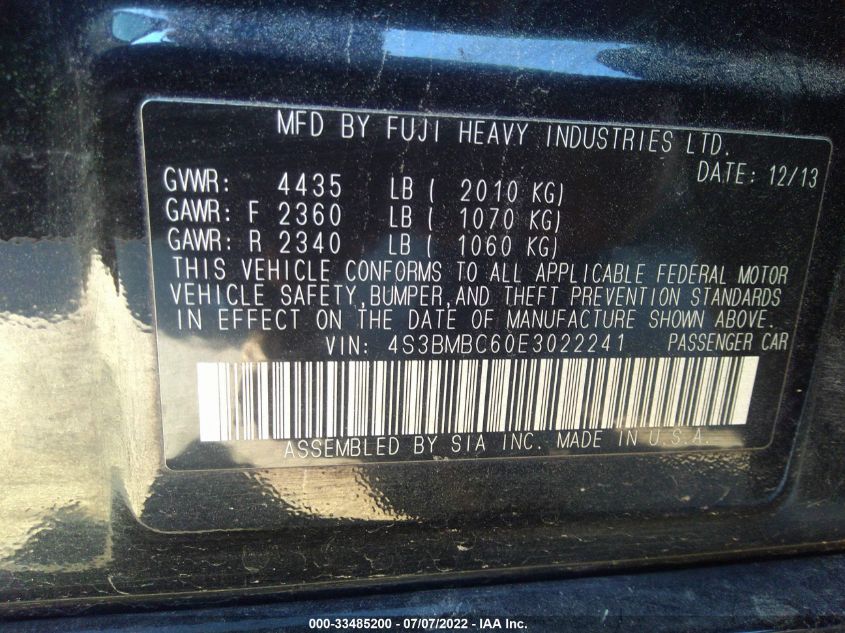 MFD BY FUJI HEAVY INDUSTRIES LTD.
DATE: 12/13
GVWR: 4435 LB ( 2010 KG)
GAWR: F 2360 LB ( 1070 KG)
GAWR: R 2340 LB ( 1060 KG)
THIS VEHICLE CONFORMS TO ALL APPLICABLE FEDERAL MOTOR
VEHICLE SAFETY, BUMPER, AND THEFT PREVENTION STANDARDS
IN EFFECT ON THE DATE OF MANUFACTURE SHOWN ABOVE.
VIN: 4S3BMBC60E3022241 PASSENGER CAR
ASSEMBLED BY SIA INC. MADE IN U.S.A.
000-33485200 - 07/07/2022 - IAA Inc.